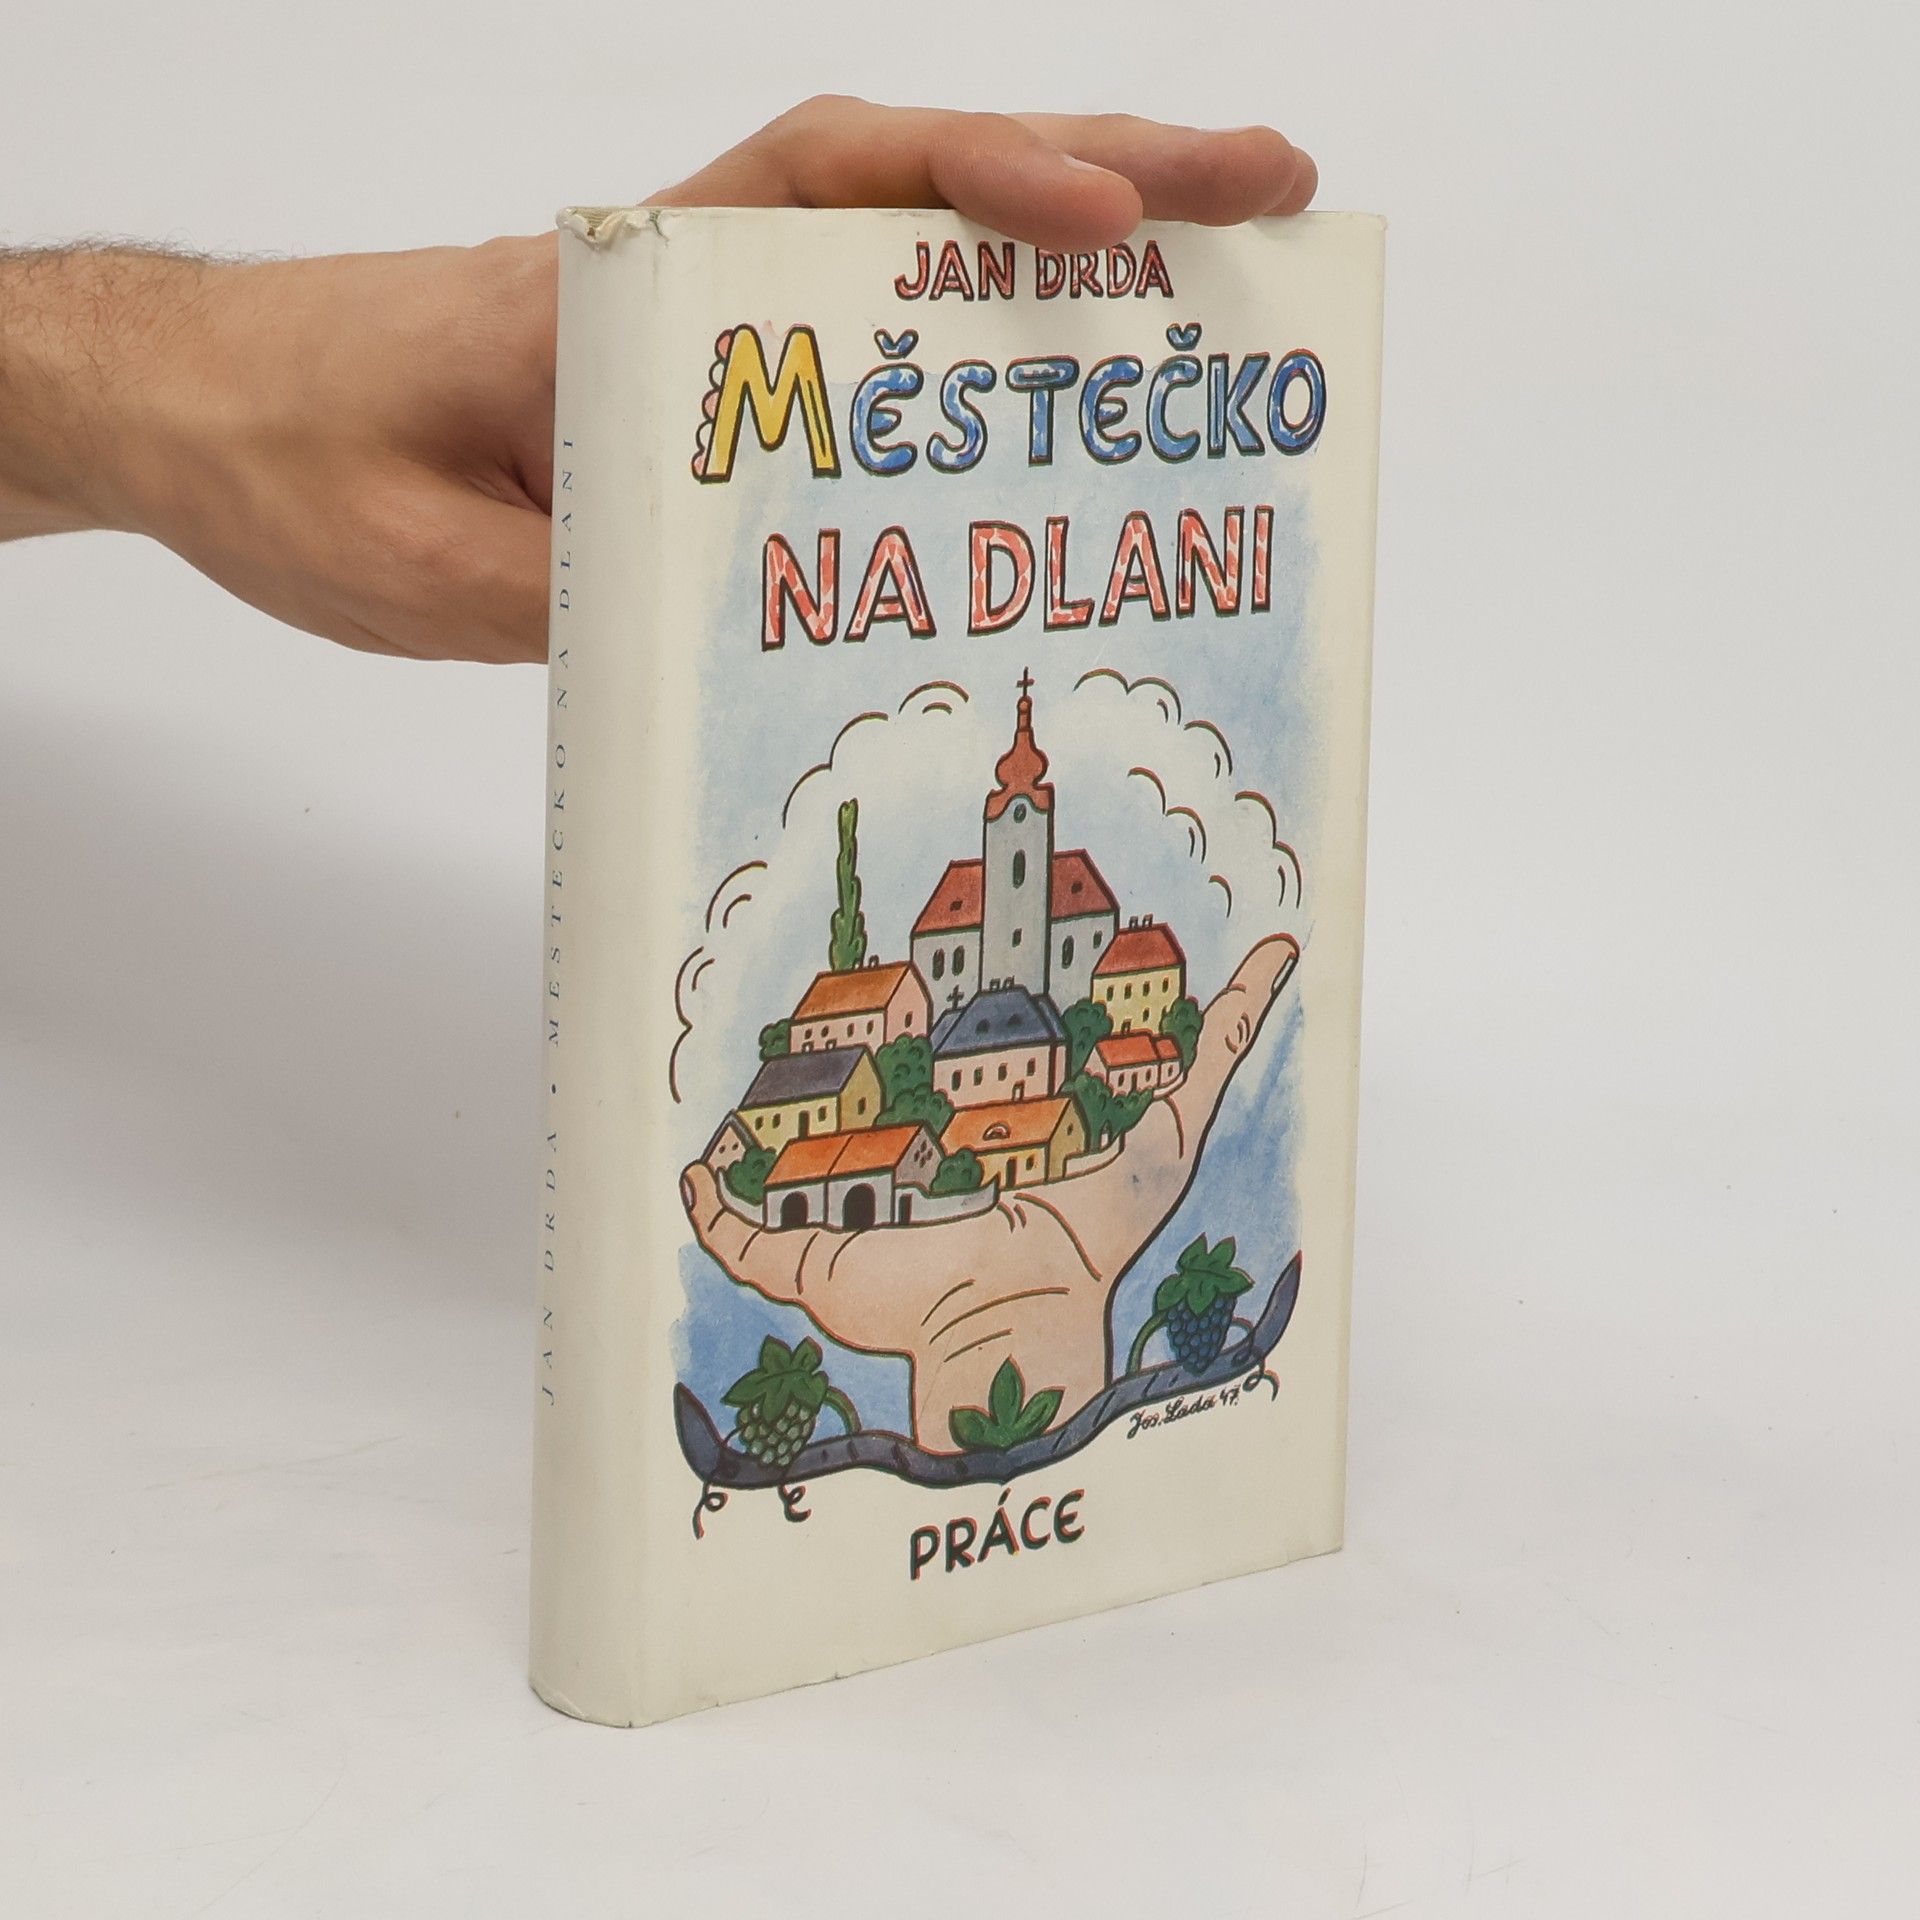 JAN DRDA
MĚSTEČKO
NA DLANI
Jos. Lada 47.
PRÁCE
JAN DRDA • MĚSTEČKO NA DLANI